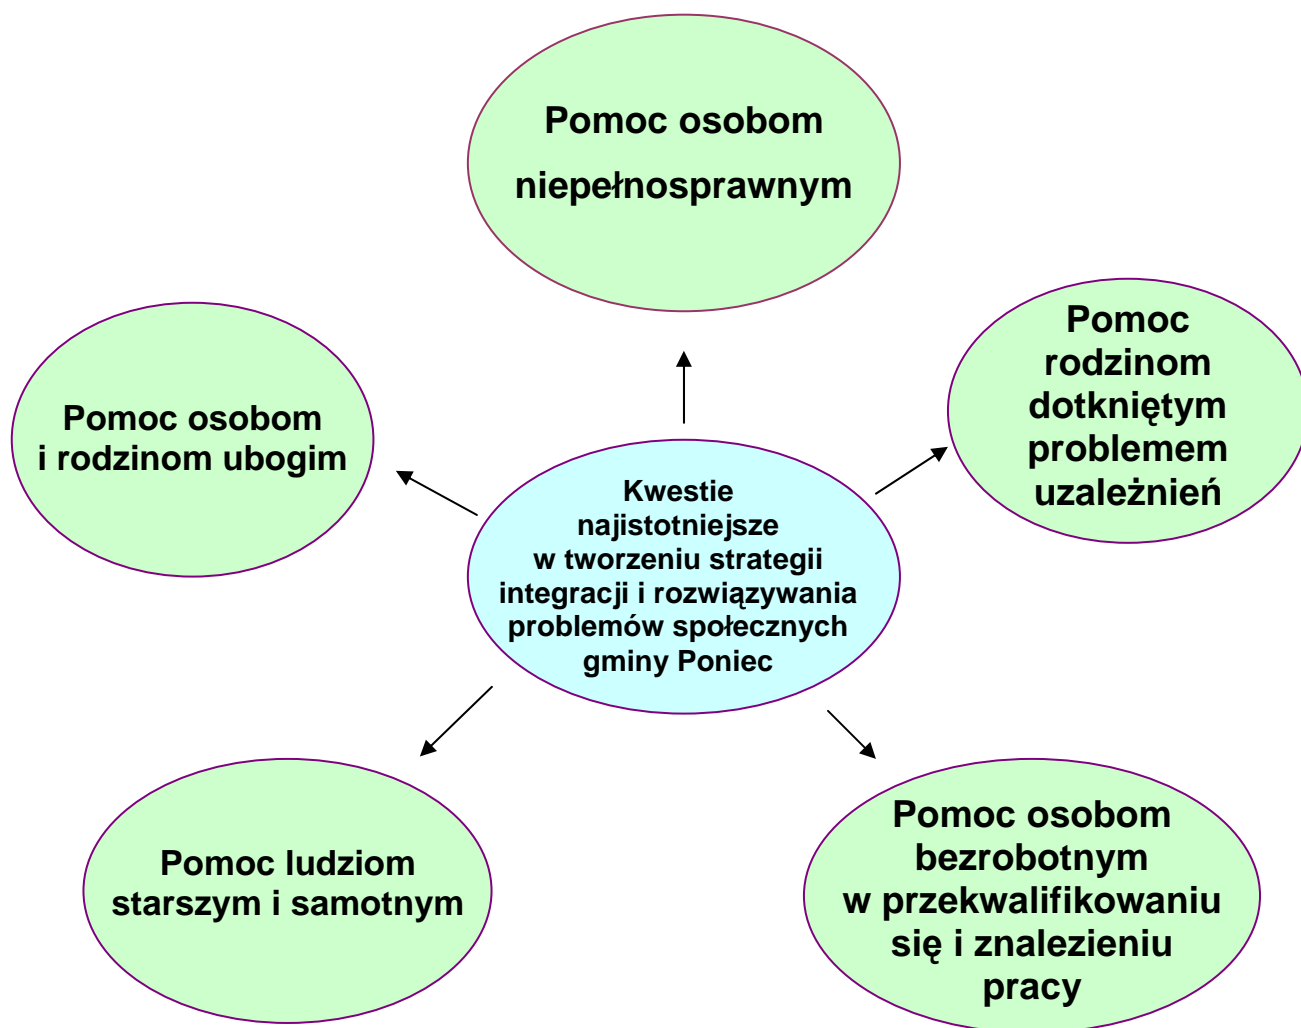 Pomoc osobom
niepełnosprawnym
Pomoc
rodzinom
dotkniętym
problemem
uzależnień
Pomoc osobom
i rodzinom ubogim
Kwestie
najistotniejsze
w tworzeniu strategii
integracji i rozwiązywania
problemów społecznych
gminy Poniec
Pomoc ludziom
starszym i samotnym
Pomoc osobom
bezrobotnym
w przekwalifikowaniu
się i znalezieniu
pracy